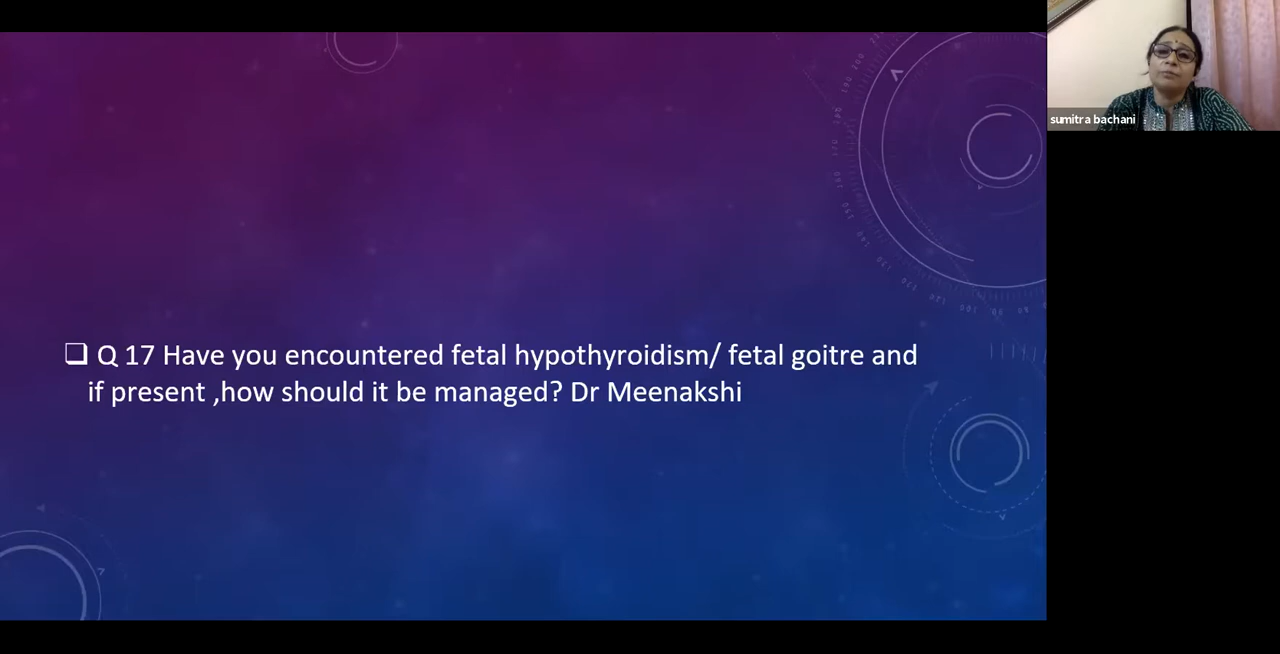 ❑ Q 17 Have you encountered fetal hypothyroidism/ fetal goitre and
if present ,how should it be managed? Dr Meenakshi
sumitra bachani